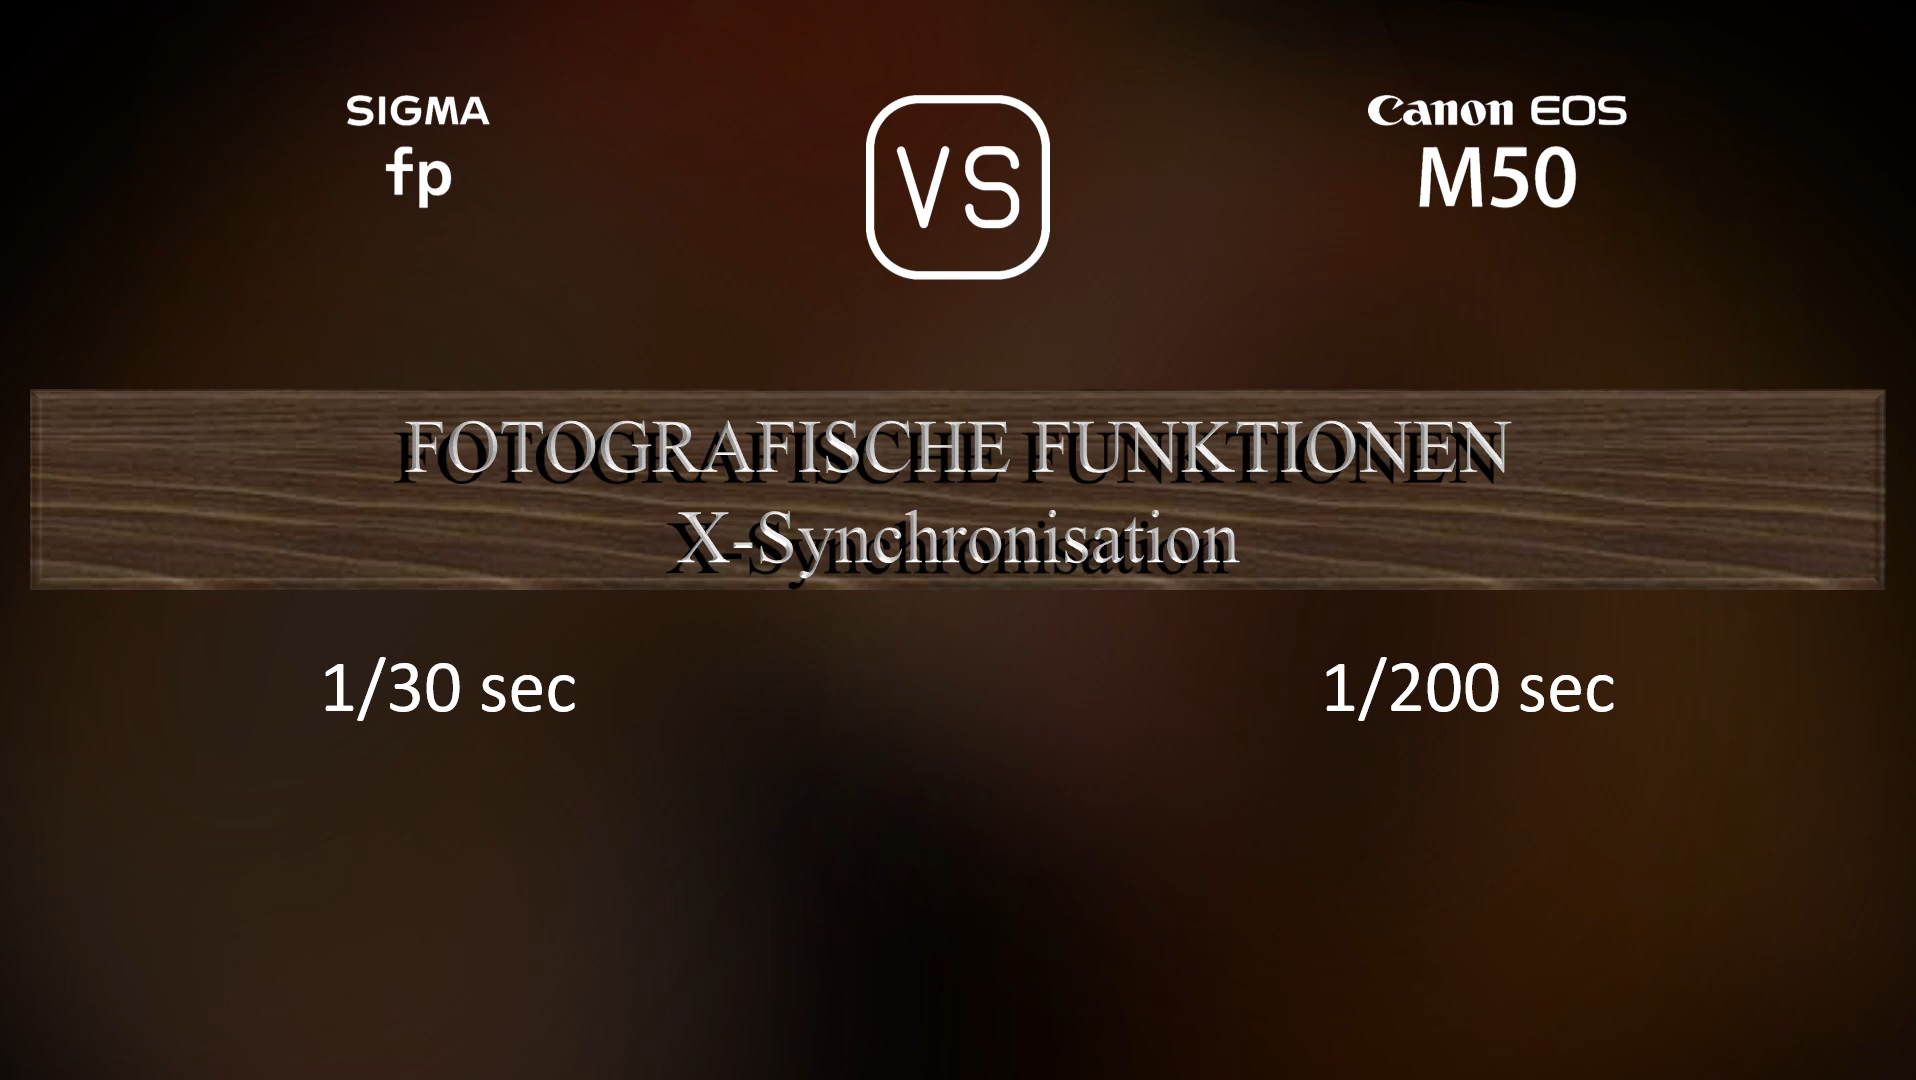 SIGMA
fp
VS
Canon EOS
M50
FOTOGRAFISCHE FUNKTIONEN
X-Synchronisation
1/30 sec
1/200 sec